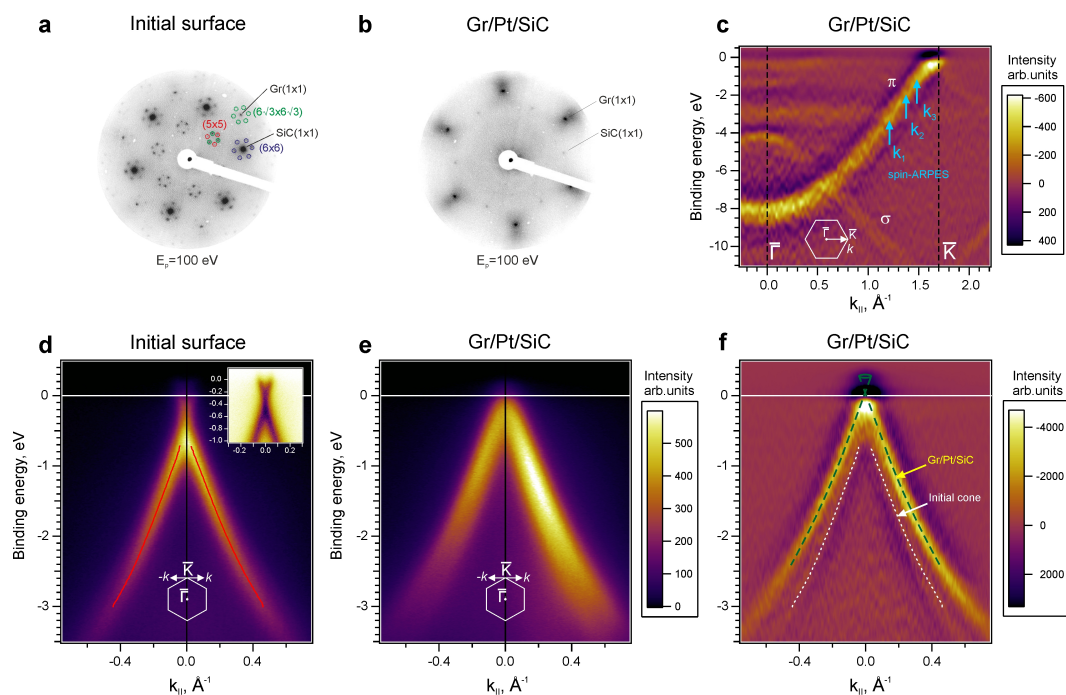 a
Initial surface
Gr(1x1)
(6√3x6√3)
(5x5)
SiC(1x1)
(6x6)
Eₚ=100 eV
b
Gr/Pt/SiC
Gr(1x1)
SiC(1x1)
Eₚ=100 eV
c
Gr/Pt/SiC
Binding energy, eV
0
-2
-4
-6
-8
-10
π
k₃
k₂
k₁
spin-ARPES
σ
Γ̅
K̅
k
Γ̅
K̅
0.0
0.5
1.0
1.5
2.0
k||, Å⁻¹
Intensity
arb.units
-600
-400
-200
0
200
400
d
Initial surface
Binding energy, eV
0
-1
-2
-3
0.0
-0.2
-0.4
-0.6
-0.8
-1.0
-0.2
0.0
0.2
K̅
-k
k
Γ̅
-0.4
0.0
0.4
k||, Å⁻¹
e
Gr/Pt/SiC
0
-1
-2
-3
K̅
-k
k
Γ̅
-0.4
0.0
0.4
k||, Å⁻¹
Intensity
arb.units
500
400
300
200
100
0
f
Gr/Pt/SiC
Binding energy, eV
0
-1
-2
-3
Gr/Pt/SiC
Initial cone
-0.4
0.0
0.4
k||, Å⁻¹
Intensity
arb.units
-4000
-2000
0
2000